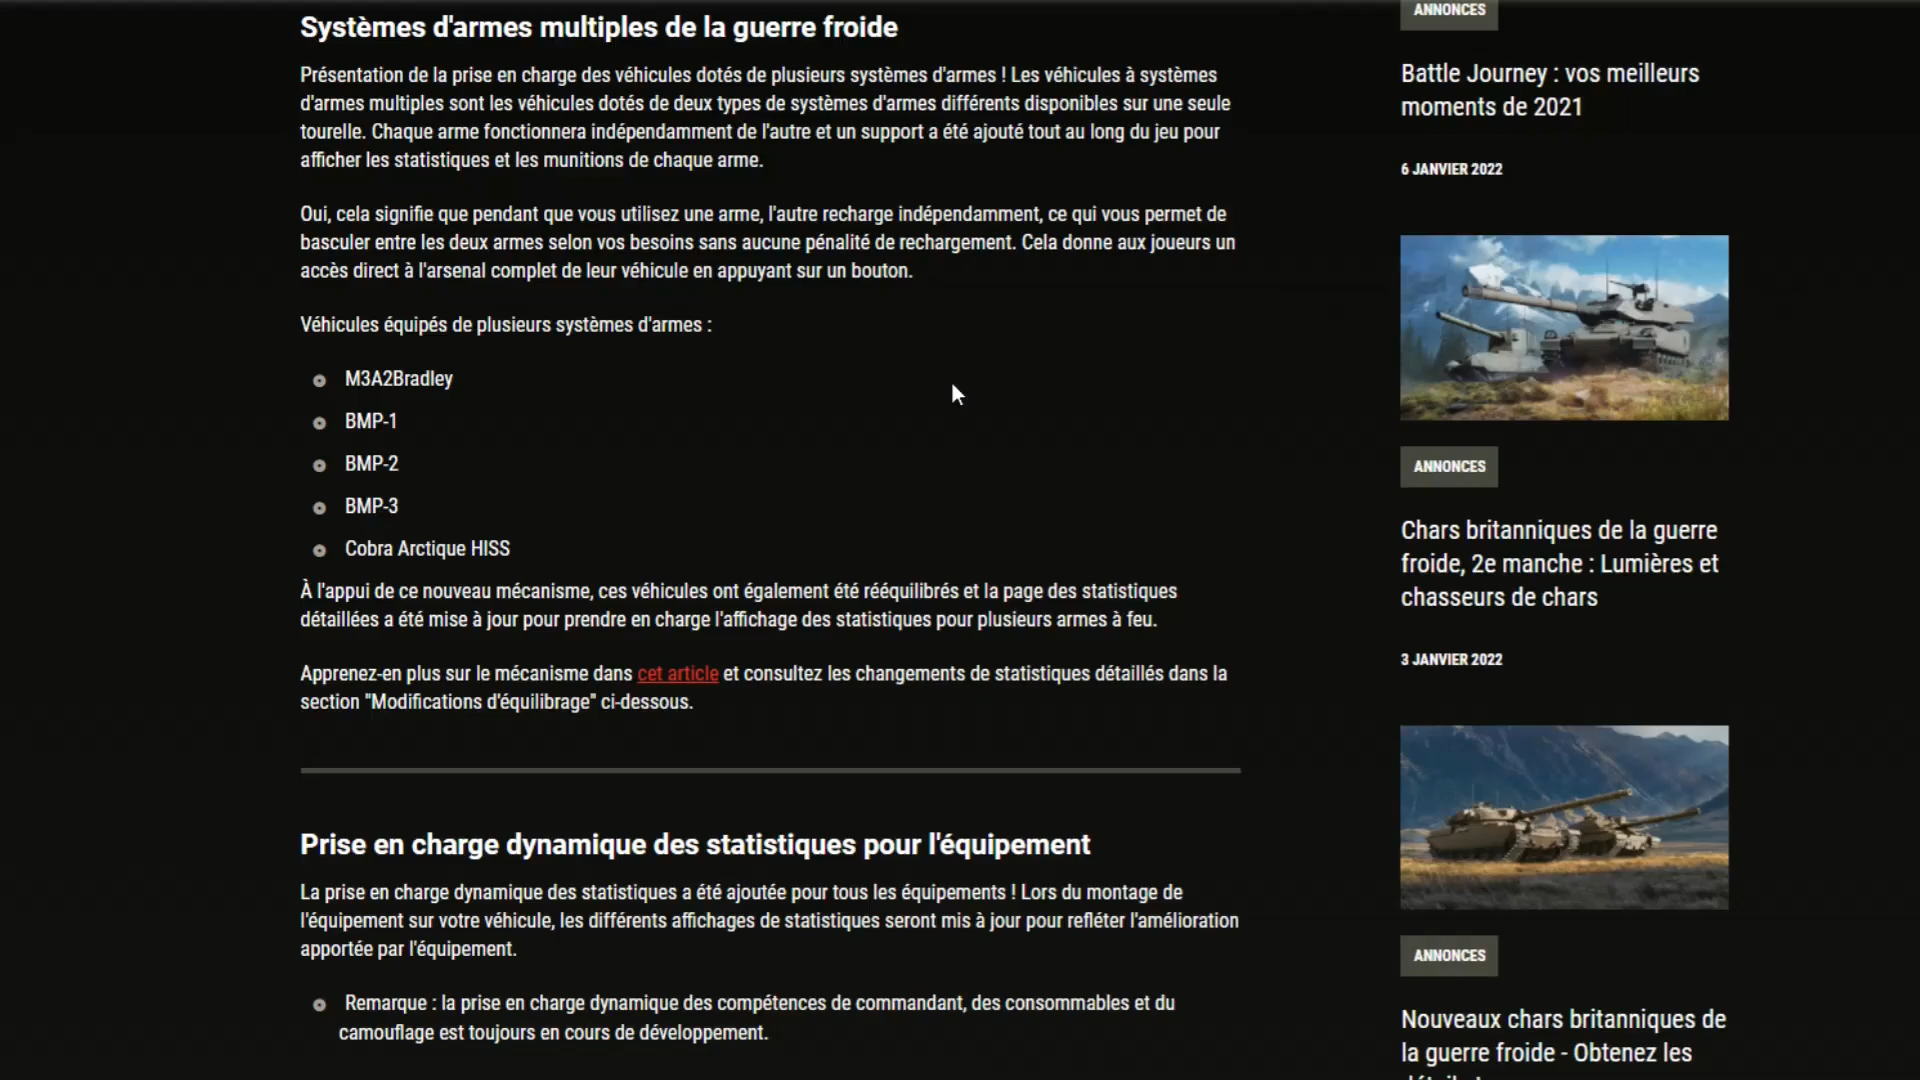 Systèmes d'armes multiples de la guerre froide
Présentation de la prise en charge des véhicules dotés de plusieurs systèmes d'armes ! Les véhicules à systèmes
d'armes multiples sont les véhicules dotés de deux types de systèmes d'armes différents disponibles sur une seule
tourelle. Chaque arme fonctionnera indépendamment de l'autre et un support a été ajouté tout au long du jeu pour
afficher les statistiques et les munitions de chaque arme.
Oui, cela signifie que pendant que vous utilisez une arme, l'autre recharge indépendamment, ce qui vous permet de
basculer entre les deux armes selon vos besoins sans aucune pénalité de rechargement. Cela donne aux joueurs un
accès direct à l'arsenal complet de leur véhicule en appuyant sur un bouton.
Véhicules équipés de plusieurs systèmes d'armes :
M3A2Bradley
BMP-1
BMP-2
BMP-3
Cobra Arctique HISS
À l'appui de ce nouveau mécanisme, ces véhicules ont également été rééquilibrés et la page des statistiques
détaillées a été mise à jour pour prendre en charge l'affichage des statistiques pour plusieurs armes à feu.
Apprenez-en plus sur le mécanisme dans cet article et consultez les changements de statistiques détaillés dans la
section "Modifications d'équilibrage" ci-dessous.
Prise en charge dynamique des statistiques pour l'équipement
La prise en charge dynamique des statistiques a été ajoutée pour tous les équipements ! Lors du montage de
l'équipement sur votre véhicule, les différents affichages de statistiques seront mis à jour pour refléter l'amélioration
apportée par l'équipement.
Remarque : la prise en charge dynamique des compétences de commandant, des consommables et du
camouflage est toujours en cours de développement.
ANNONCES
Battle Journey : vos meilleurs
moments de 2021
6 JANVIER 2022
ANNONCES
Chars britanniques de la guerre
froide, 2e manche : Lumières et
chasseurs de chars
3 JANVIER 2022
ANNONCES
Nouveaux chars britanniques de
la guerre froide - Obtenez les